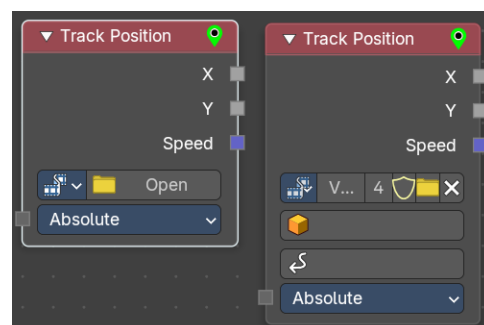 Track Position
X
Y
Speed
Open
Absolute
Track Position
X
Y
Speed
V... 4
Absolute